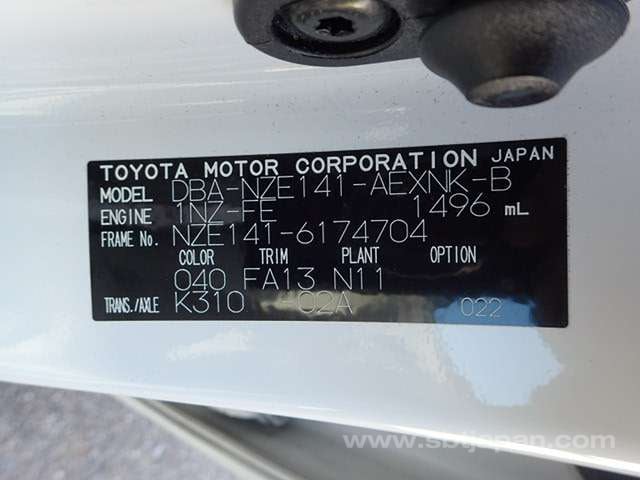 TOYOTA MOTOR CORPORATION JAPAN
MODEL DBA-NZE141-AEXNK-B
ENGINE 1NZ-FE 1496 mL
FRAME No. NZE141-6174704
COLOR TRIM PLANT OPTION
040 FA13 N11
TRANS./AXLE K310 -02A 022
www.sbtjapan.com